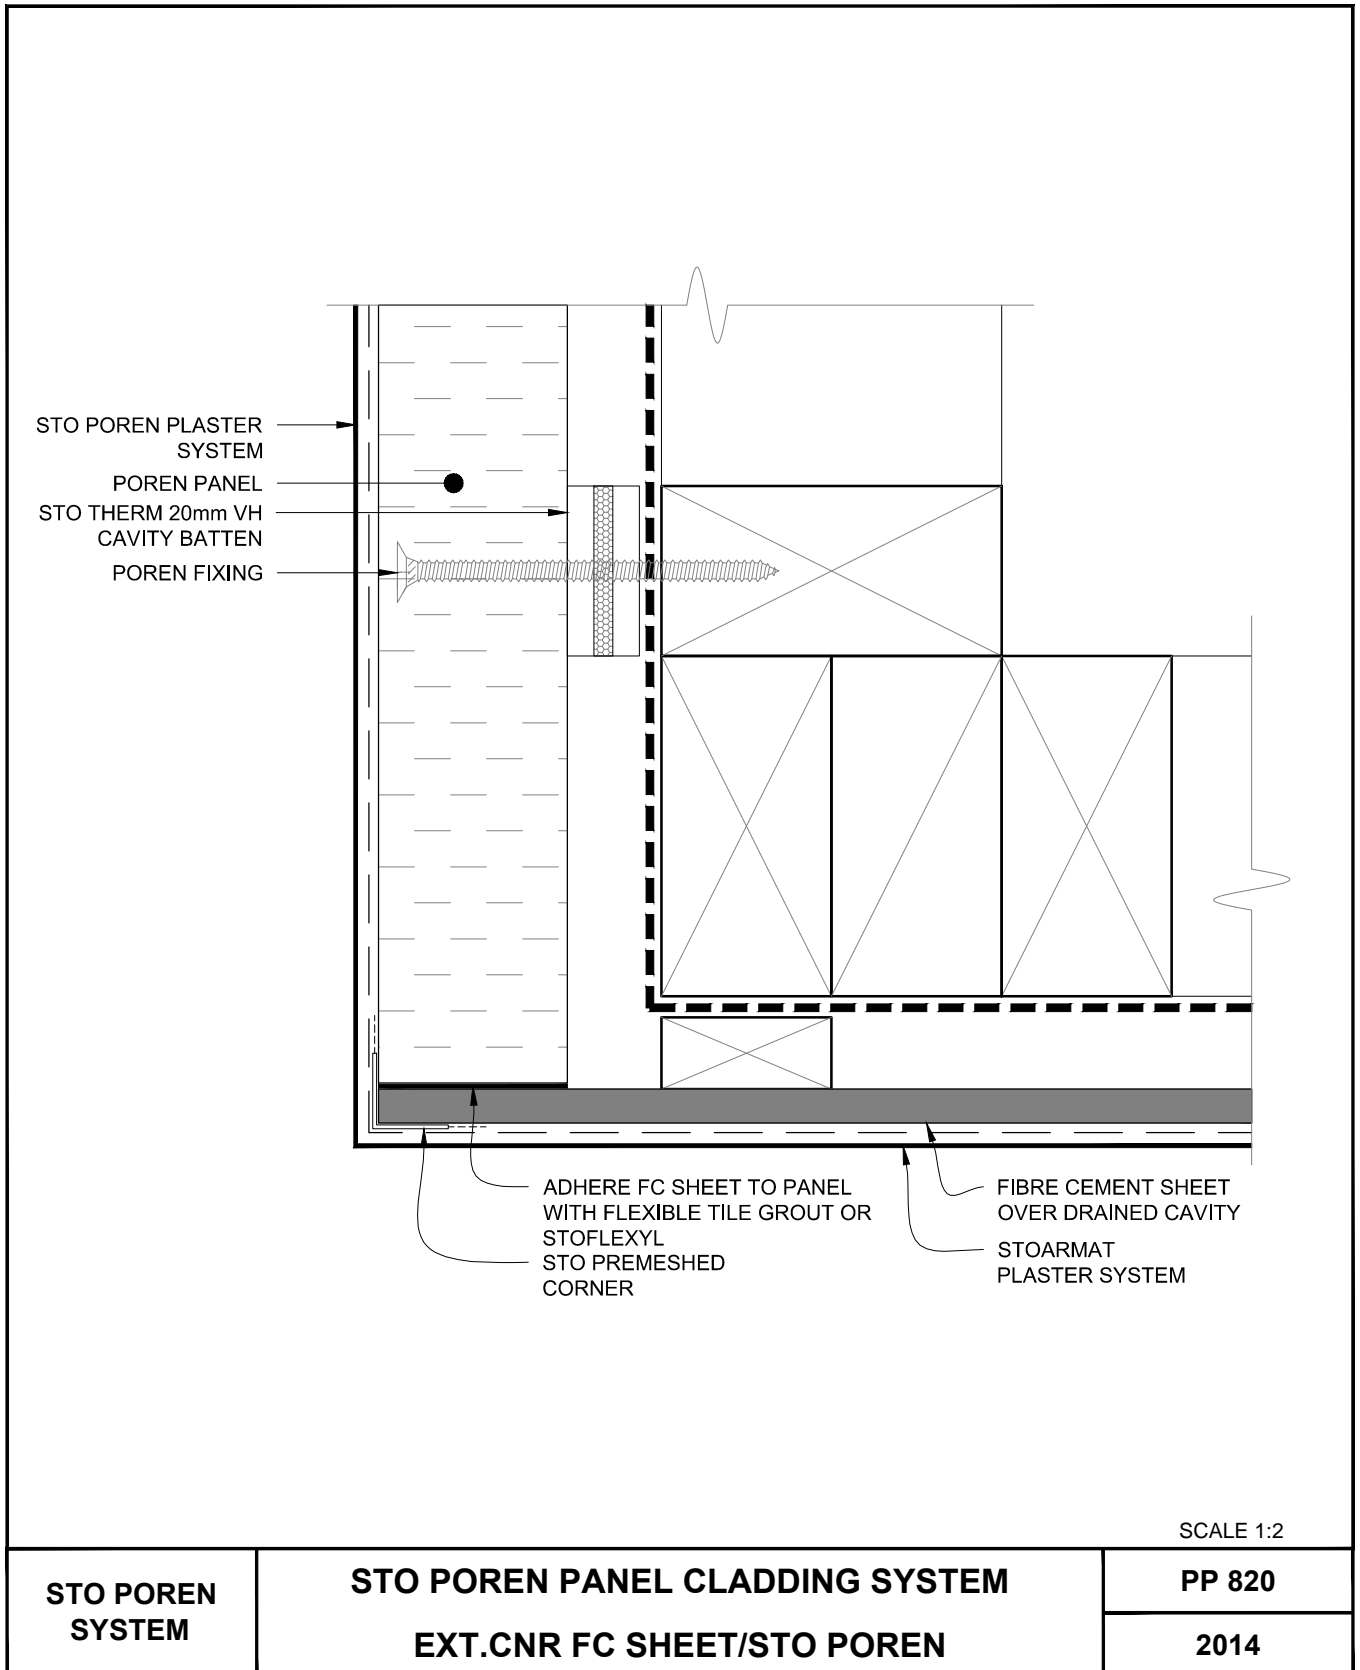 STO POREN PLASTER
SYSTEM
POREN PANEL
STO THERM 20mm VH
CAVITY BATTEN
POREN FIXING
ADHERE FC SHEET TO PANEL
WITH FLEXIBLE TILE GROUT OR
STOFLEXYL
STO PREMESHED
CORNER
FIBRE CEMENT SHEET
OVER DRAINED CAVITY
STOARMAT
PLASTER SYSTEM
SCALE 1:2
STO POREN
SYSTEM
STO POREN PANEL CLADDING SYSTEM
EXT.CNR FC SHEET/STO POREN
PP 820
2014